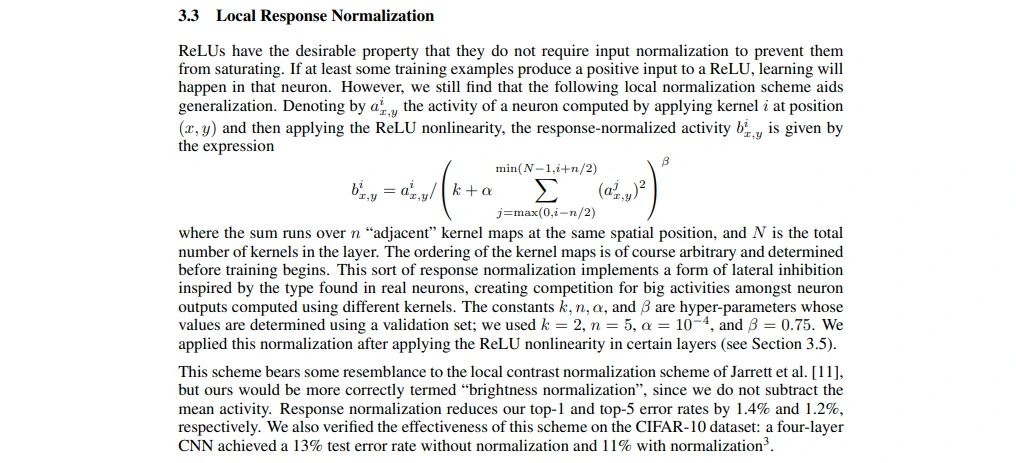 3.3 Local Response Normalization
ReLUs have the desirable property that they do not require input normalization to prevent them
from saturating. If at least some training examples produce a positive input to a ReLU, learning will
happen in that neuron. However, we still find that the following local normalization scheme aids
generalization. Denoting by a^i_{x,y} the activity of a neuron computed by applying kernel i at position
(x, y) and then applying the ReLU nonlinearity, the response-normalized activity b^i_{x,y} is given by
the expression
b^i_{x,y} = a^i_{x,y} / ( k + α ∑_{j=max(0,i−n/2)}^{min(N−1,i+n/2)} (a^j_{x,y})^2 )^β
where the sum runs over n “adjacent” kernel maps at the same spatial position, and N is the total
number of kernels in the layer. The ordering of the kernel maps is of course arbitrary and determined
before training begins. This sort of response normalization implements a form of lateral inhibition
inspired by the type found in real neurons, creating competition for big activities amongst neuron
outputs computed using different kernels. The constants k, n, α, and β are hyper-parameters whose
values are determined using a validation set; we used k = 2, n = 5, α = 10^{−4}, and β = 0.75. We
applied this normalization after applying the ReLU nonlinearity in certain layers (see Section 3.5).
This scheme bears some resemblance to the local contrast normalization scheme of Jarrett et al. [11],
but ours would be more correctly termed “brightness normalization”, since we do not subtract the
mean activity. Response normalization reduces our top-1 and top-5 error rates by 1.4% and 1.2%,
respectively. We also verified the effectiveness of this scheme on the CIFAR-10 dataset: a four-layer
CNN achieved a 13% test error rate without normalization and 11% with normalization³.